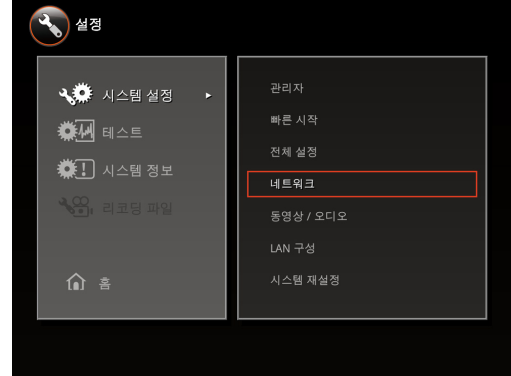 설정
시스템 설정
테스트
시스템 정보
리코딩 파일
홈
관리자
빠른 시작
전체 설정
네트워크
동영상 / 오디오
LAN 구성
시스템 재설정